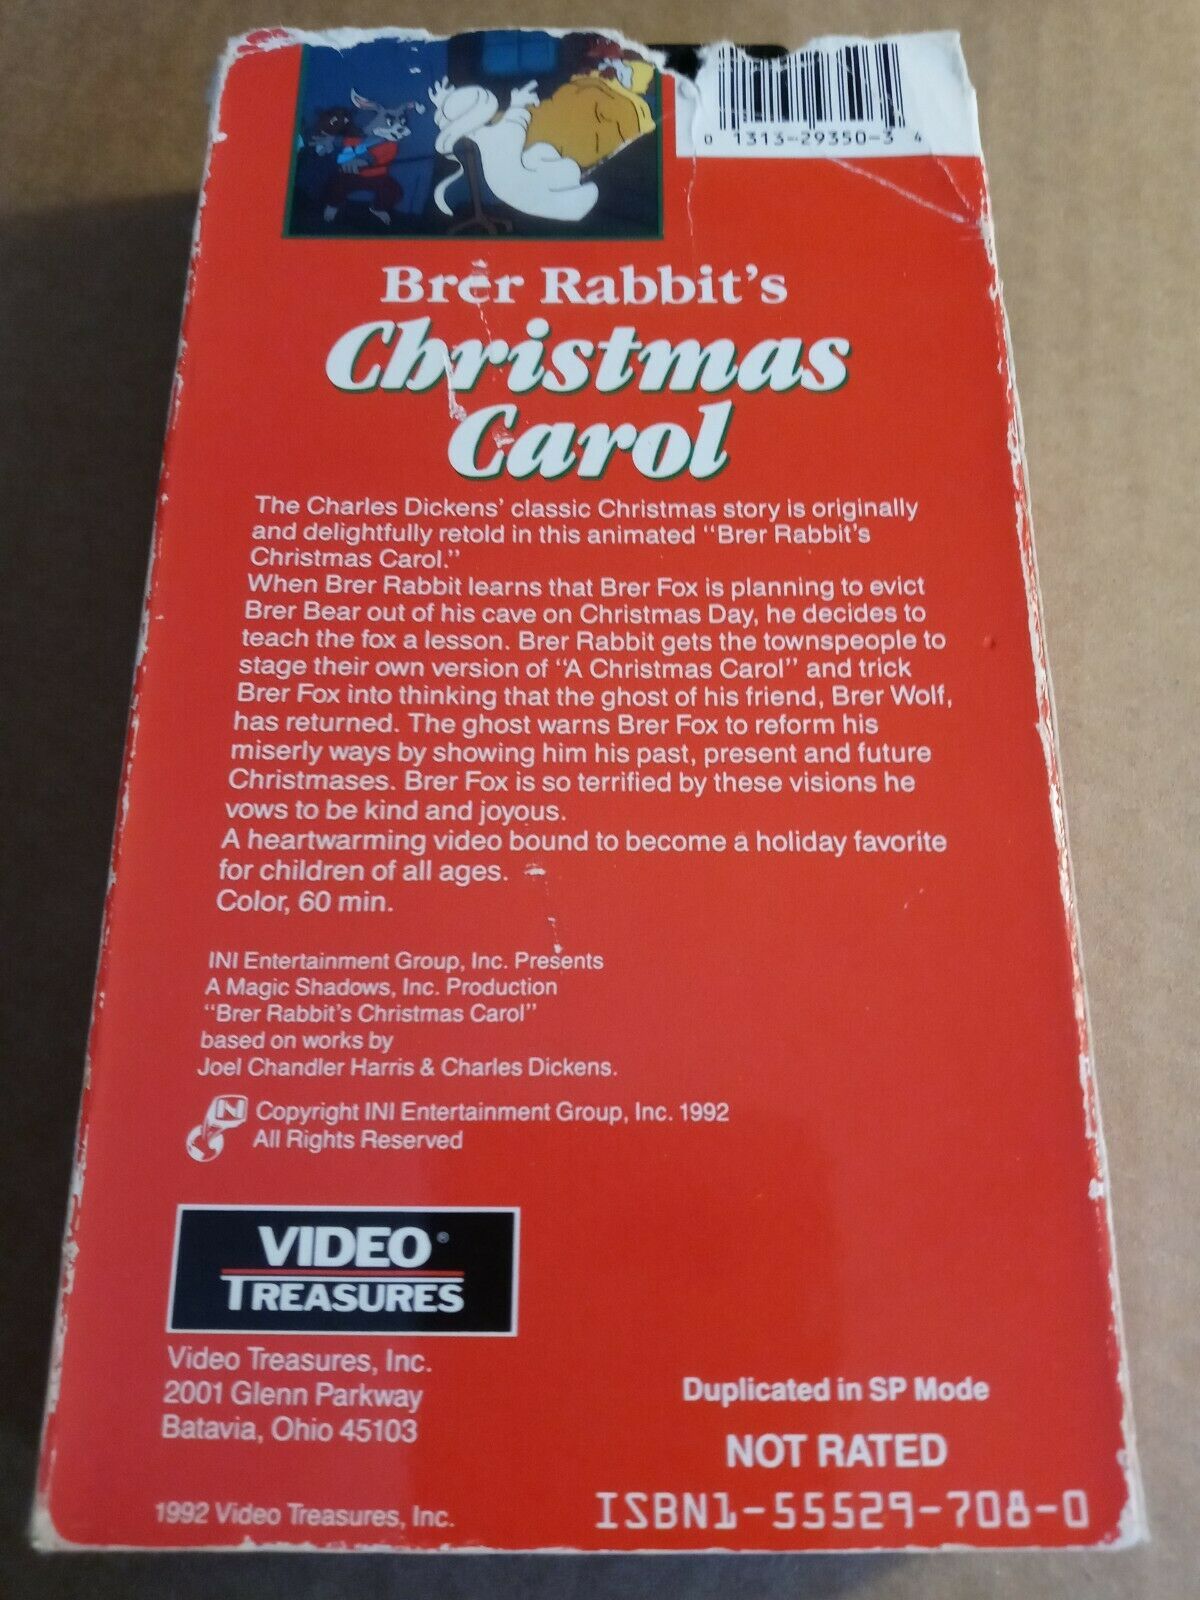 0 1313-29350-3 4
Brer Rabbit's
Christmas
Carol
The Charles Dickens' classic Christmas story is originally
and delightfully retold in this animated "Brer Rabbit's
Christmas Carol."
When Brer Rabbit learns that Brer Fox is planning to evict
Brer Bear out of his cave on Christmas Day, he decides to
teach the fox a lesson. Brer Rabbit gets the townspeople to
stage their own version of "A Christmas Carol" and trick
Brer Fox into thinking that the ghost of his friend, Brer Wolf,
has returned. The ghost warns Brer Fox to reform his
miserly ways by showing him his past, present and future
Christmases. Brer Fox is so terrified by these visions he
vows to be kind and joyous.
A heartwarming video bound to become a holiday favorite
for children of all ages.
Color, 60 min.
INI Entertainment Group, Inc. Presents
A Magic Shadows, Inc. Production
"Brer Rabbit's Christmas Carol"
based on works by
Joel Chandler Harris & Charles Dickens.
N Copyright INI Entertainment Group, Inc. 1992
All Rights Reserved
VIDEO®
TREASURES
Video Treasures, Inc.
2001 Glenn Parkway
Batavia, Ohio 45103
Duplicated in SP Mode
NOT RATED
1992 Video Treasures, Inc.
ISBN1-55529-708-0